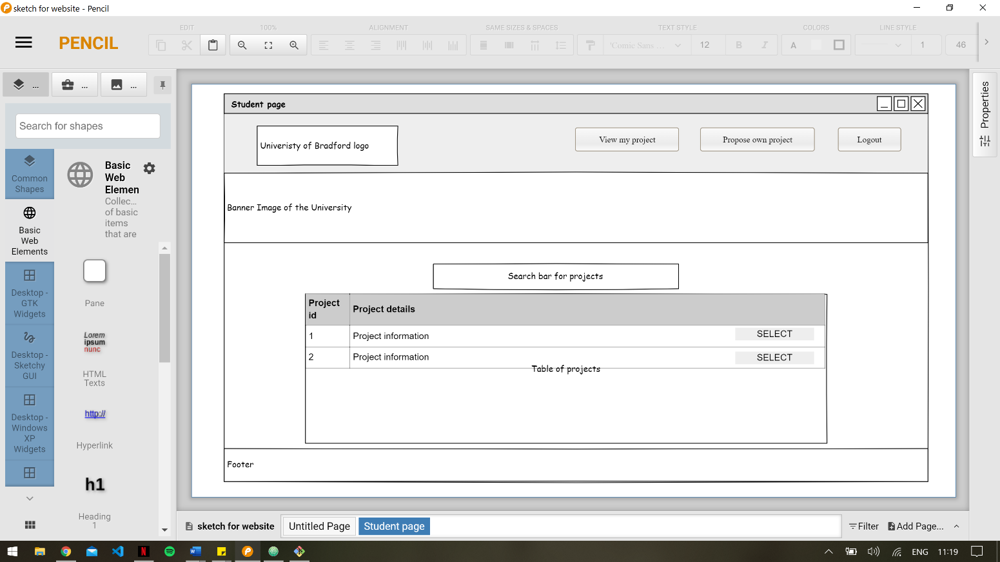 sketch for website - Pencil
PENCIL
EDIT
100%
ALIGNMENT
SAME SIZES & SPACES
TEXT STYLE
COLORS
LINE STYLE
'Comic Sans ...
12
B
I
A
1
46
...
...
...
Search for shapes
Common
Shapes
Basic
Web
Elements
Desktop -
GTK
Widgets
Desktop -
Sketchy
GUI
Desktop -
Windows
XP
Widgets
Basic
Web
Elemen
Collec...
of basic
items
that are
Pane
Lorem
ipsum
nunc
HTML
Texts
http://
Hyperlink
h1
Heading
1
Student page
Univeristy of Bradford logo
View my project
Propose own project
Logout
Banner Image of the University
Search bar for projects
Project
id
Project details
1
Project information
SELECT
2
Project information
SELECT
Table of projects
Footer
Properties
sketch for website
Untitled Page
Student page
Filter
Add Page...
ENG
11:19